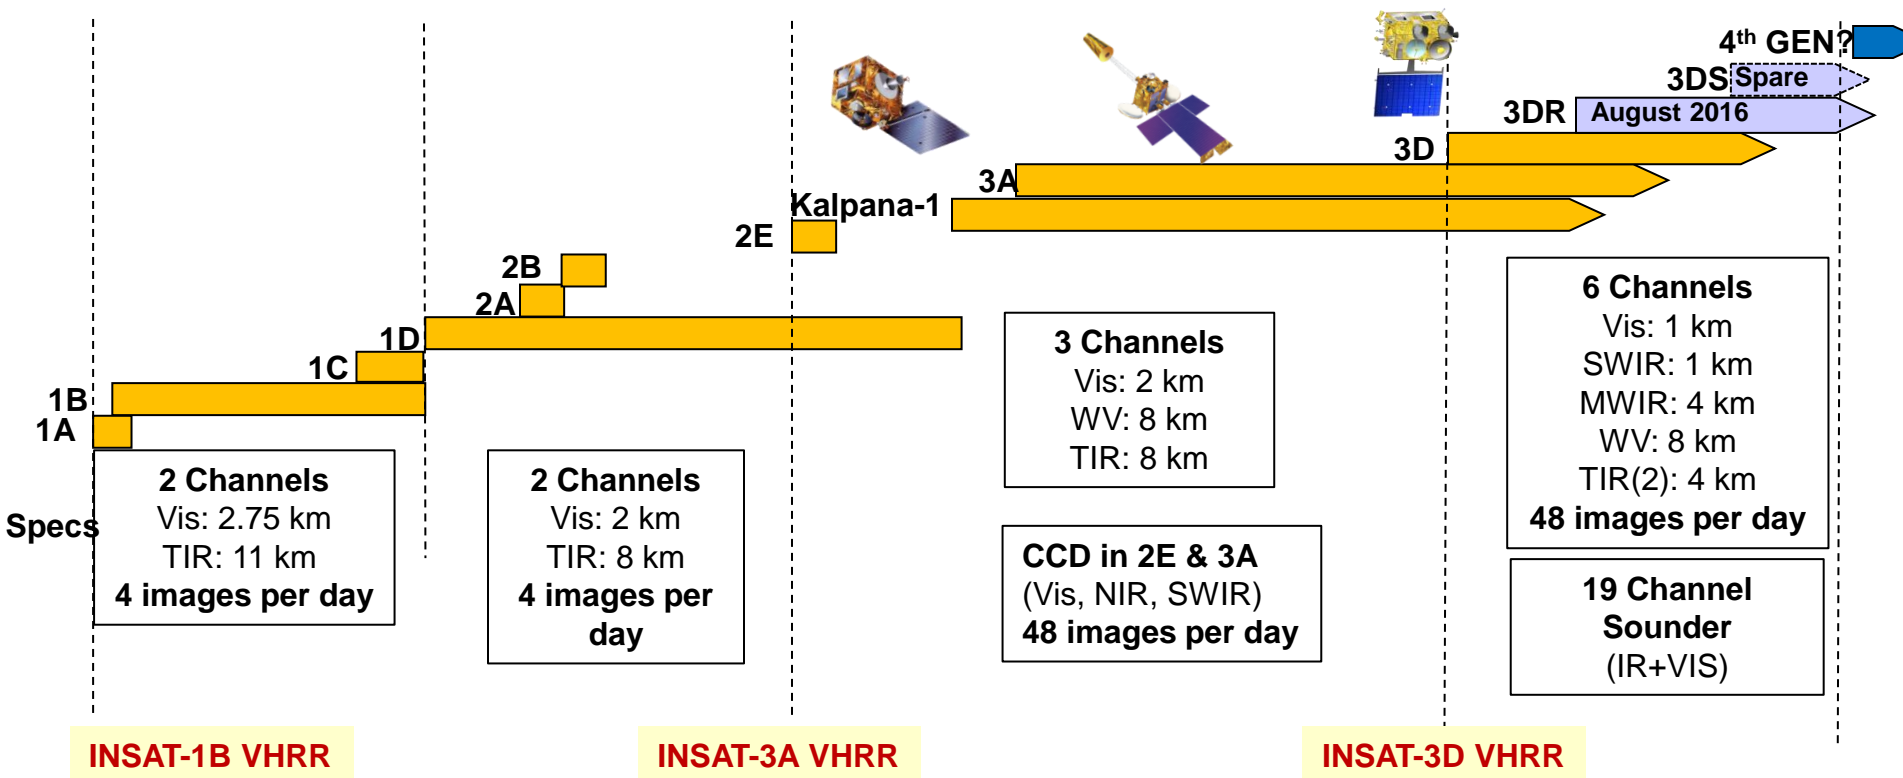 4th GEN?
3DS
Spare
3DR
August 2016
3D
3A
Kalpana-1
2E
2B
2A
1D
1C
1B
1A
Specs
2 Channels
Vis: 2.75 km
TIR: 11 km
4 images per day
2 Channels
Vis: 2 km
TIR: 8 km
4 images per
day
3 Channels
Vis: 2 km
WV: 8 km
TIR: 8 km
CCD in 2E & 3A
(Vis, NIR, SWIR)
48 images per day
6 Channels
Vis: 1 km
SWIR: 1 km
MWIR: 4 km
WV: 8 km
TIR(2): 4 km
48 images per day
19 Channel
Sounder
(IR+VIS)
INSAT-1B VHRR
INSAT-3A VHRR
INSAT-3D VHRR